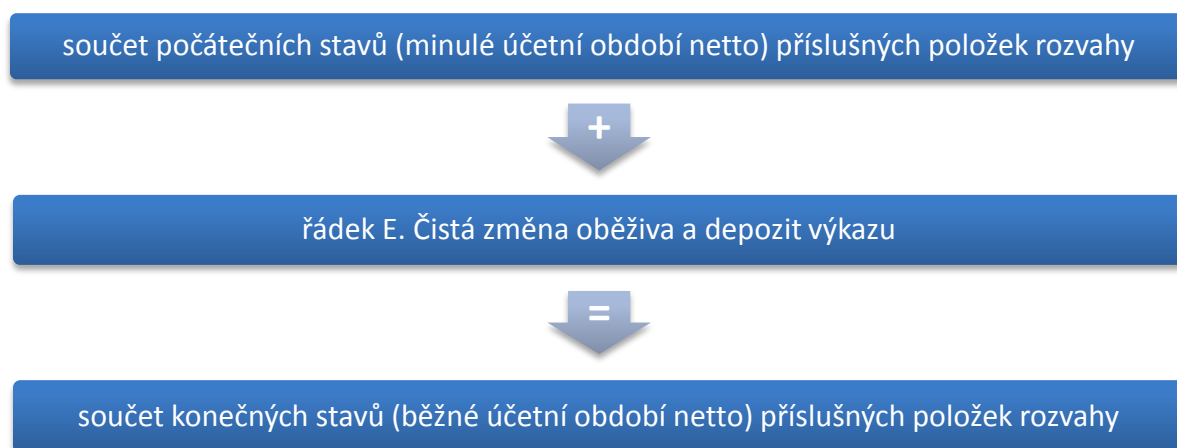 součet počátečních stavů (minulé účetní období netto) příslušných položek rozvahy
+
řádek E. Čistá změna oběživa a depozit výkazu
=
součet konečných stavů (běžné účetní období netto) příslušných položek rozvahy